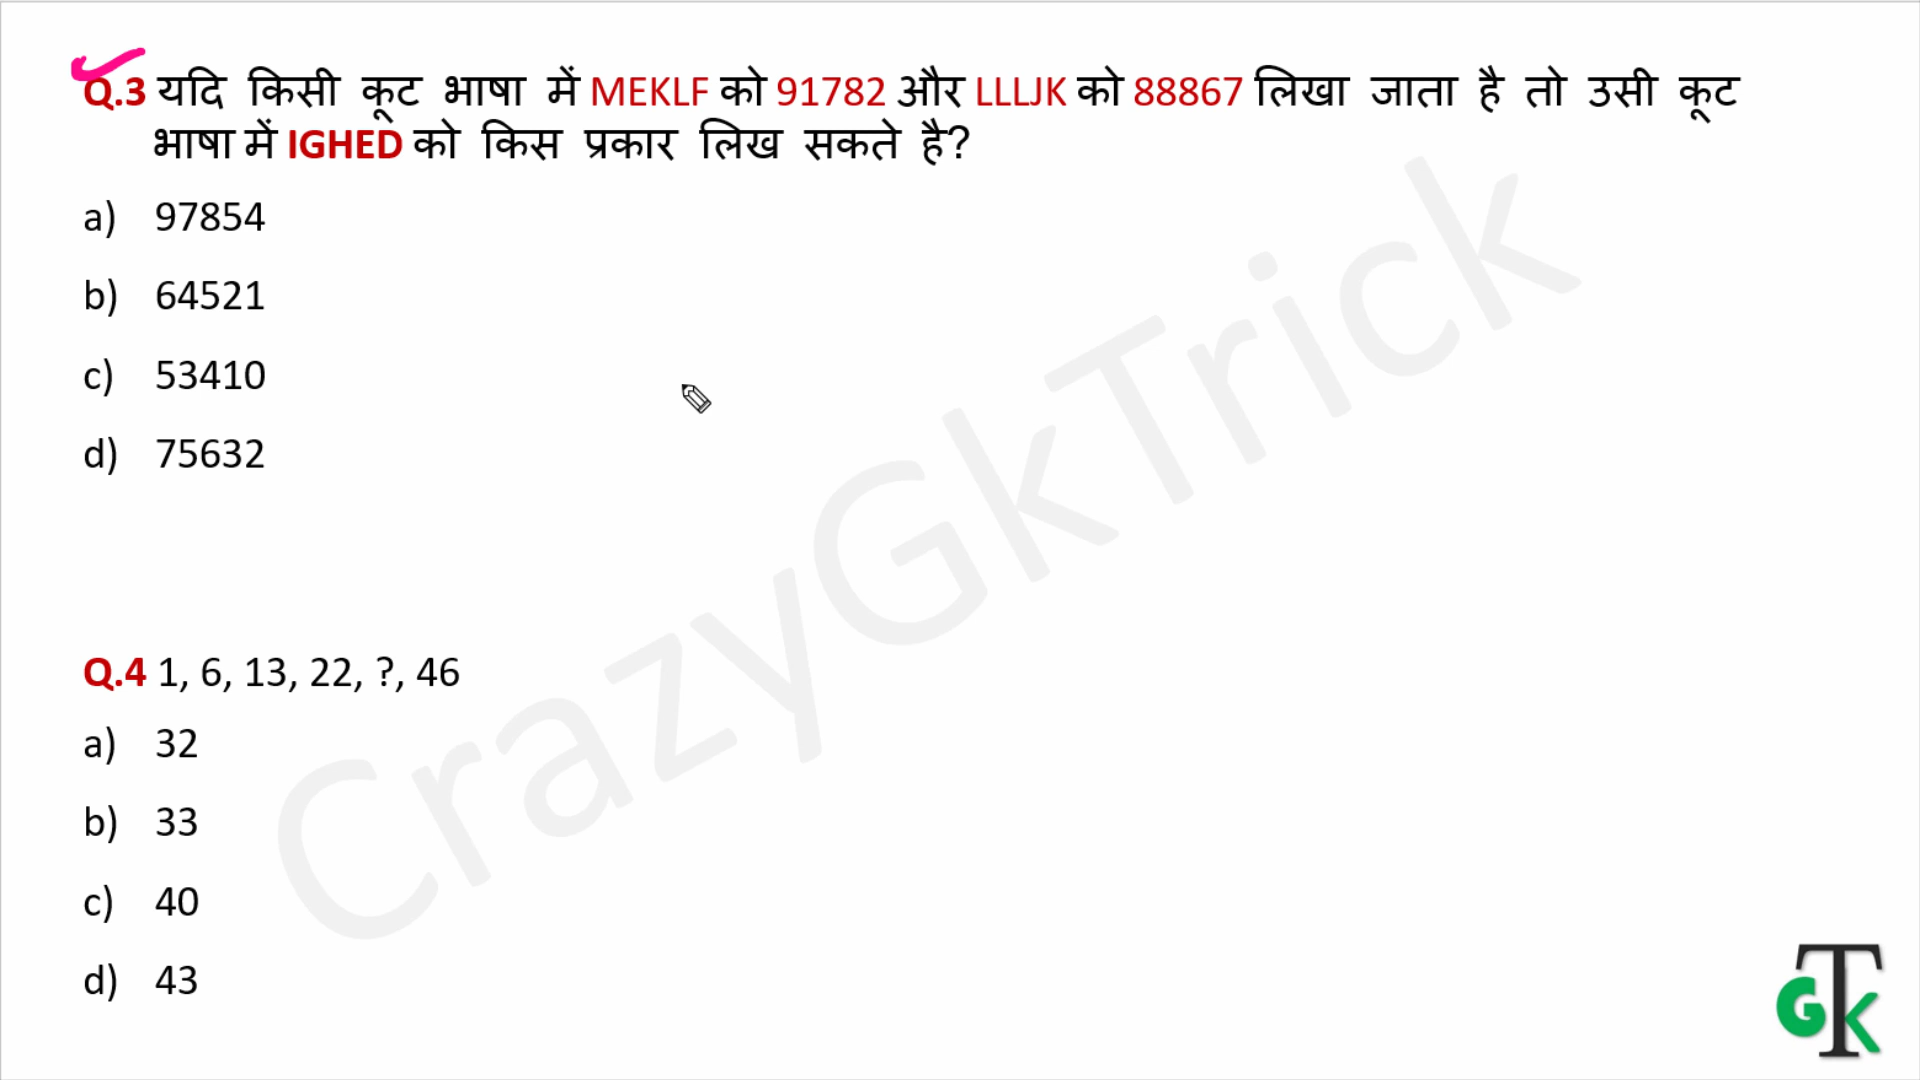 Q.3 यदि किसी कूट भाषा में MEKLF को 91782 और LLLJK को 88867 लिखा जाता है तो उसी कूट
भाषा में IGHED को किस प्रकार लिख सकते है?
a) 97854
b) 64521
c) 53410
d) 75632
Q.4 1, 6, 13, 22, ?, 46
a) 32
b) 33
c) 40
d) 43
CrazyGkTrick
GTK